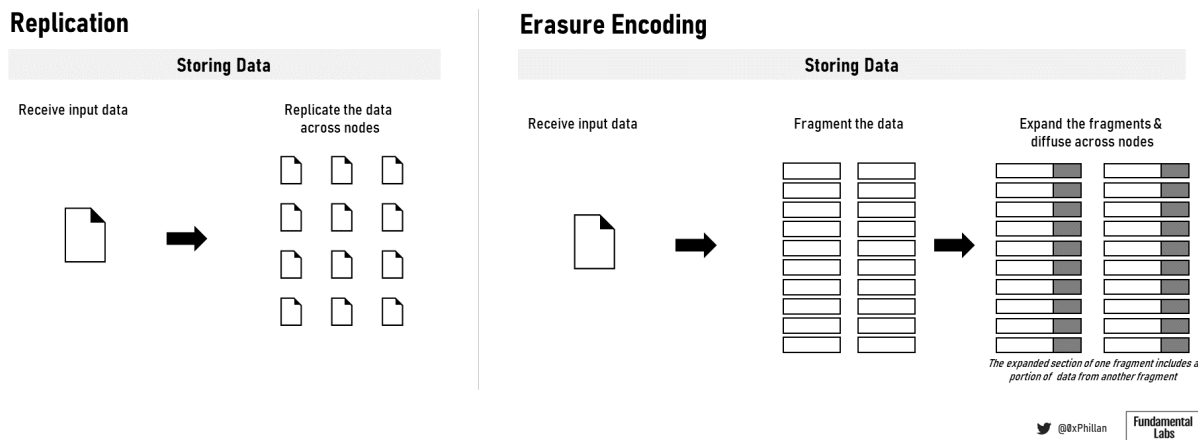 Replication
Storing Data
Receive input data
Replicate the data
across nodes
Erasure Encoding
Storing Data
Receive input data
Fragment the data
Expand the fragments &
diffuse across nodes
The expanded section of one fragment includes a
portion of data from another fragment
@0xPhillan
Fundamental
Labs